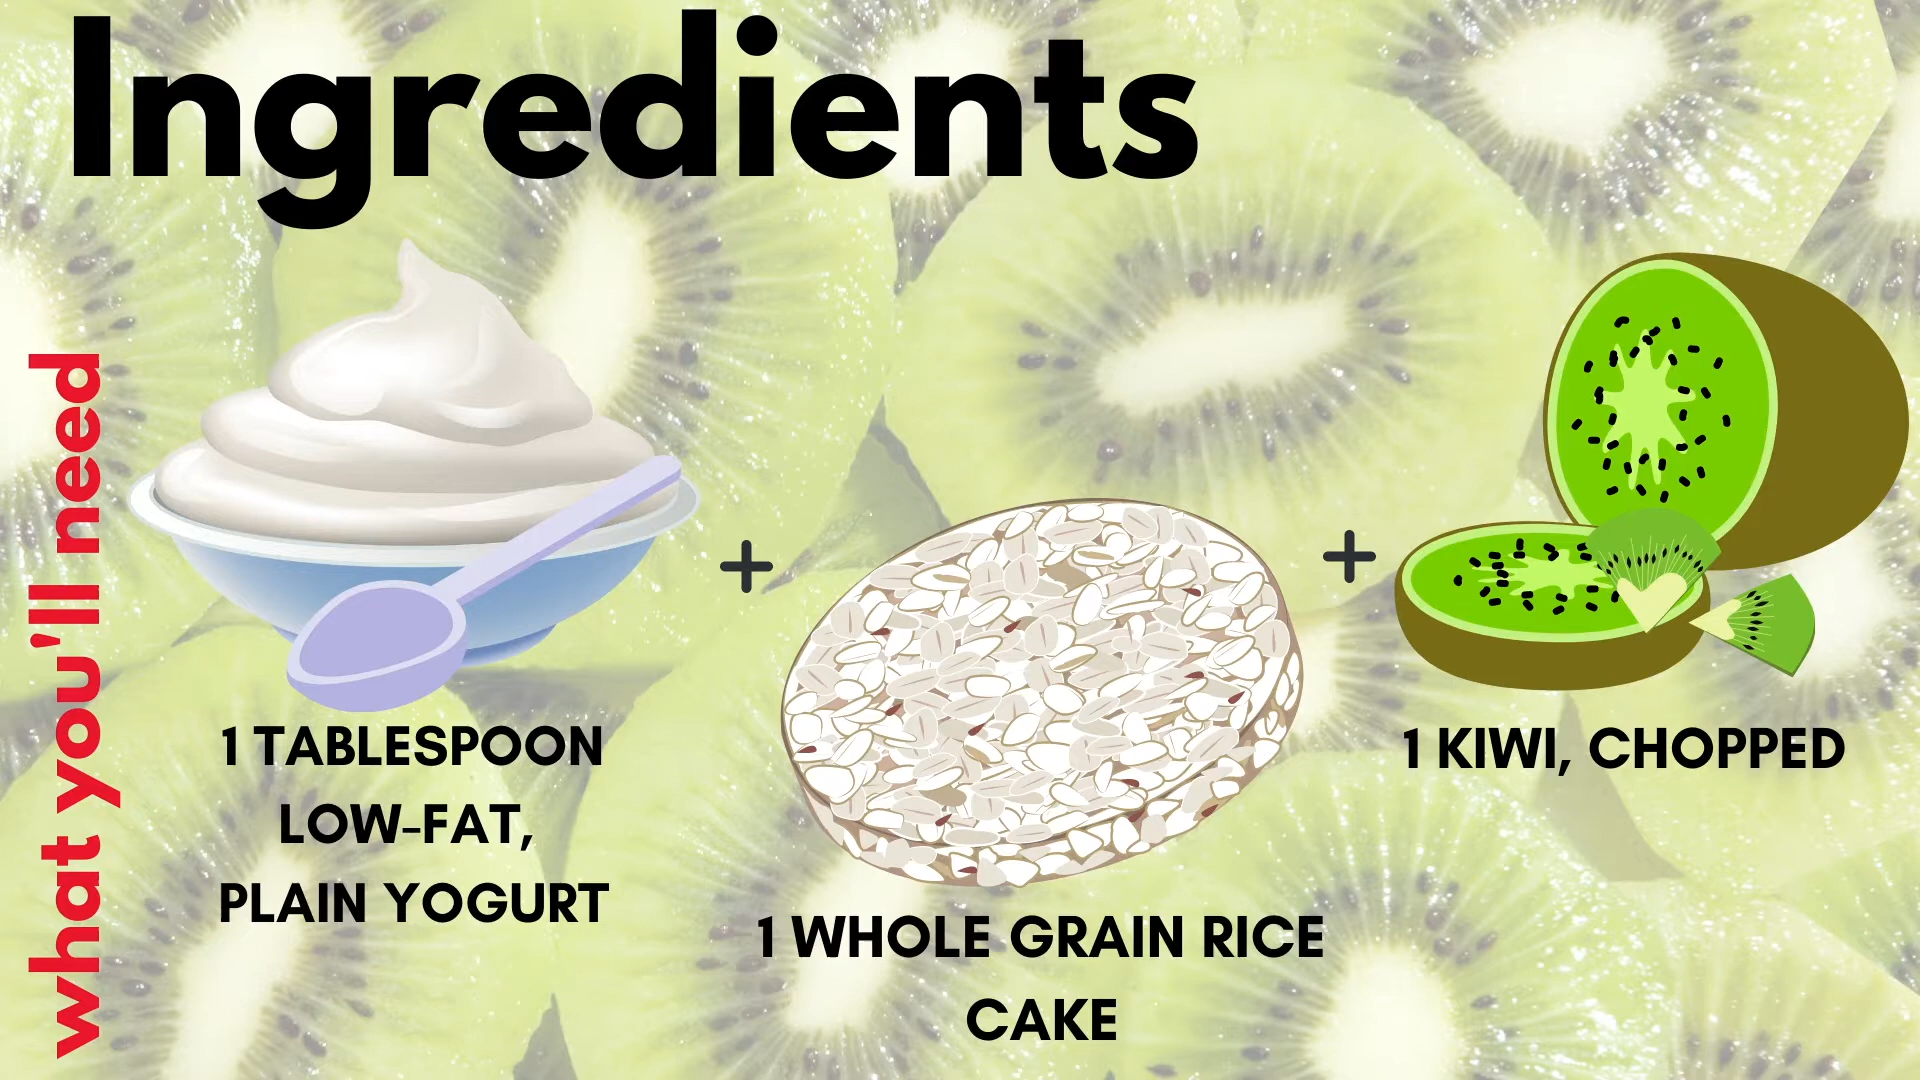 Ingredients
what you'll need
1 TABLESPOON
LOW-FAT,
PLAIN YOGURT
+
1 WHOLE GRAIN RICE
CAKE
+
1 KIWI, CHOPPED